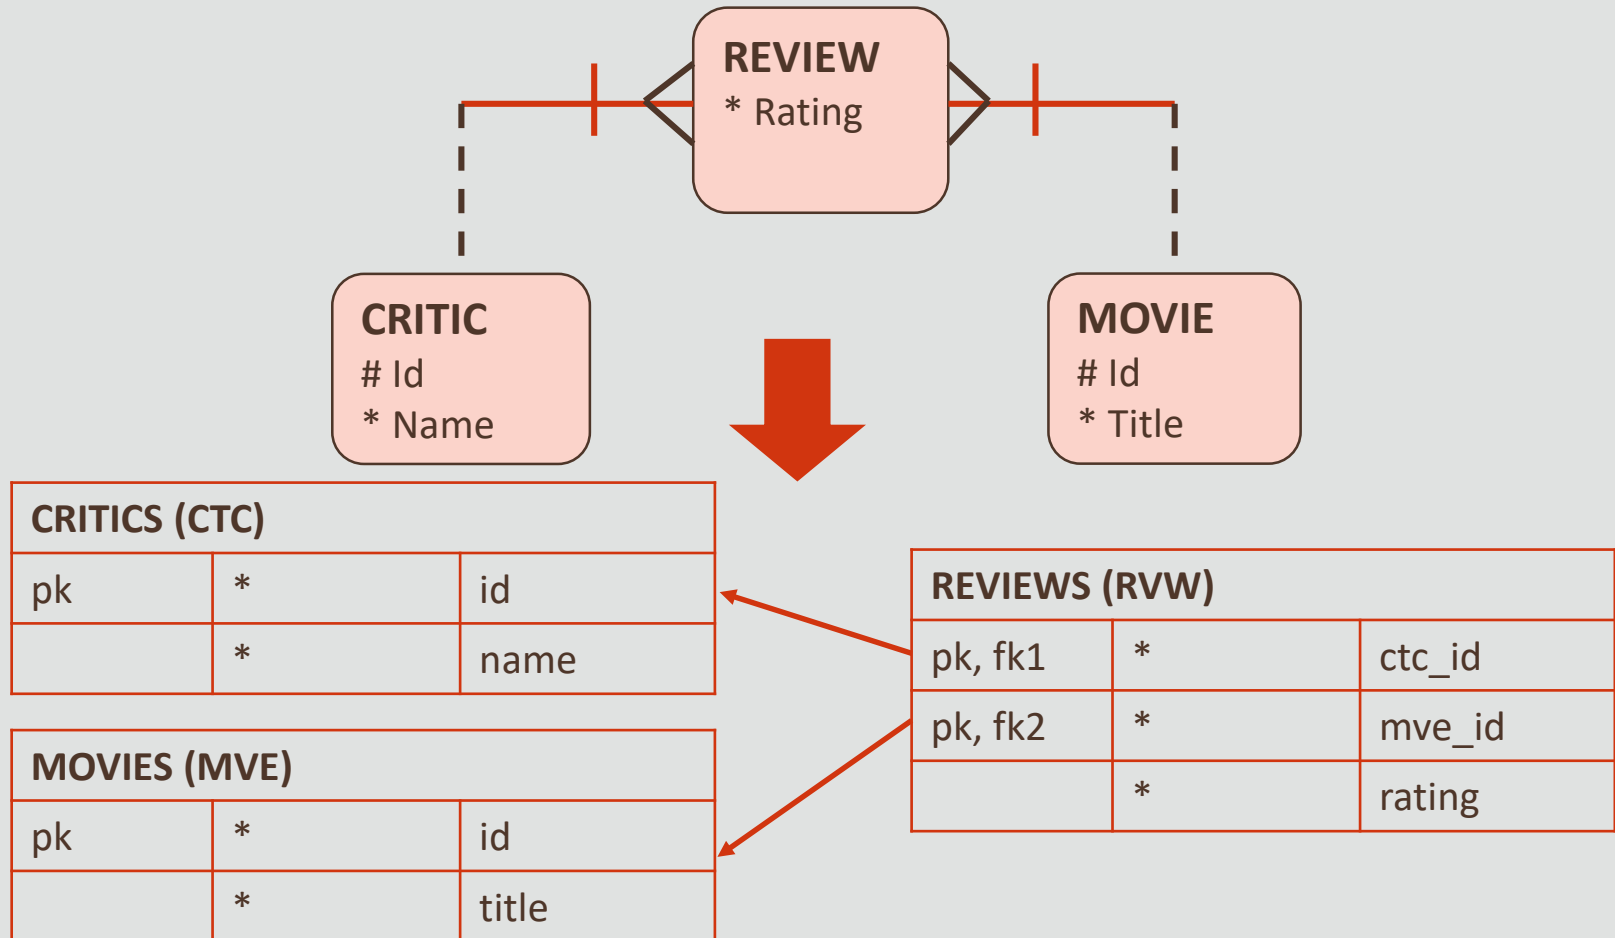 REVIEW
* Rating
CRITIC
# Id
* Name
MOVIE
# Id
* Title
CRITICS (CTC)
pk * id
* name
MOVIES (MVE)
pk * id
* title
REVIEWS (RVW)
pk, fk1 * ctc_id
pk, fk2 * mve_id
* rating